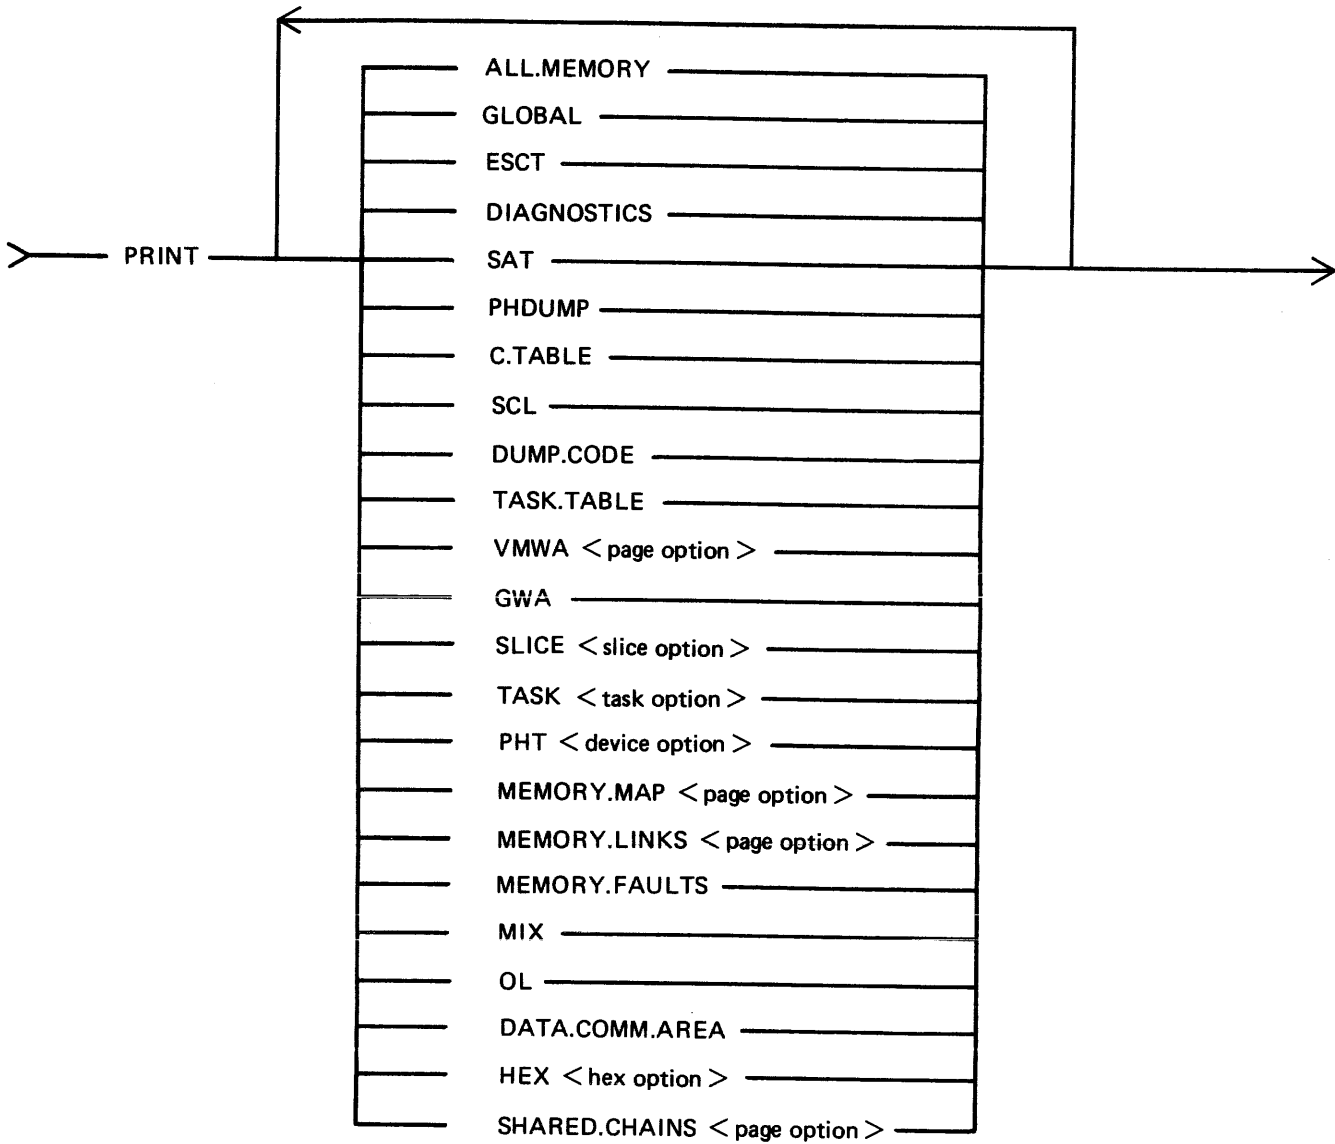 ALL.MEMORY
GLOBAL
ESCT
DIAGNOSTICS
PRINT SAT
PHDUMP
C.TABLE
SCL
DUMP.CODE
TASK.TABLE
VMWA <page option>
GWA
SLICE <slice option>
TASK <task option>
PHT <device option>
MEMORY.MAP <page option>
MEMORY.LINKS <page option>
MEMORY.FAULTS
MIX
OL
DATA.COMM.AREA
HEX <hex option>
SHARED.CHAINS <page option>